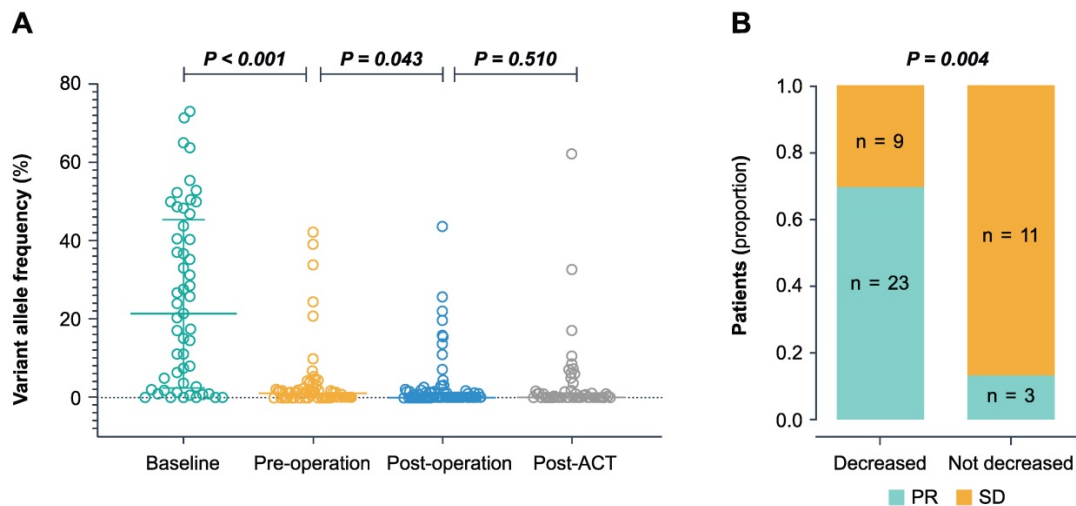 A
P < 0.001
P = 0.043
P = 0.510
Variant allele frequency (%)
80
60
40
20
0
Baseline
Pre-operation
Post-operation
Post-ACT
B
P = 0.004
Patients (proportion)
1.0
0.8
0.6
0.4
0.2
0.0
n = 9
n = 23
n = 11
n = 3
Decreased
Not decreased
PR
SD